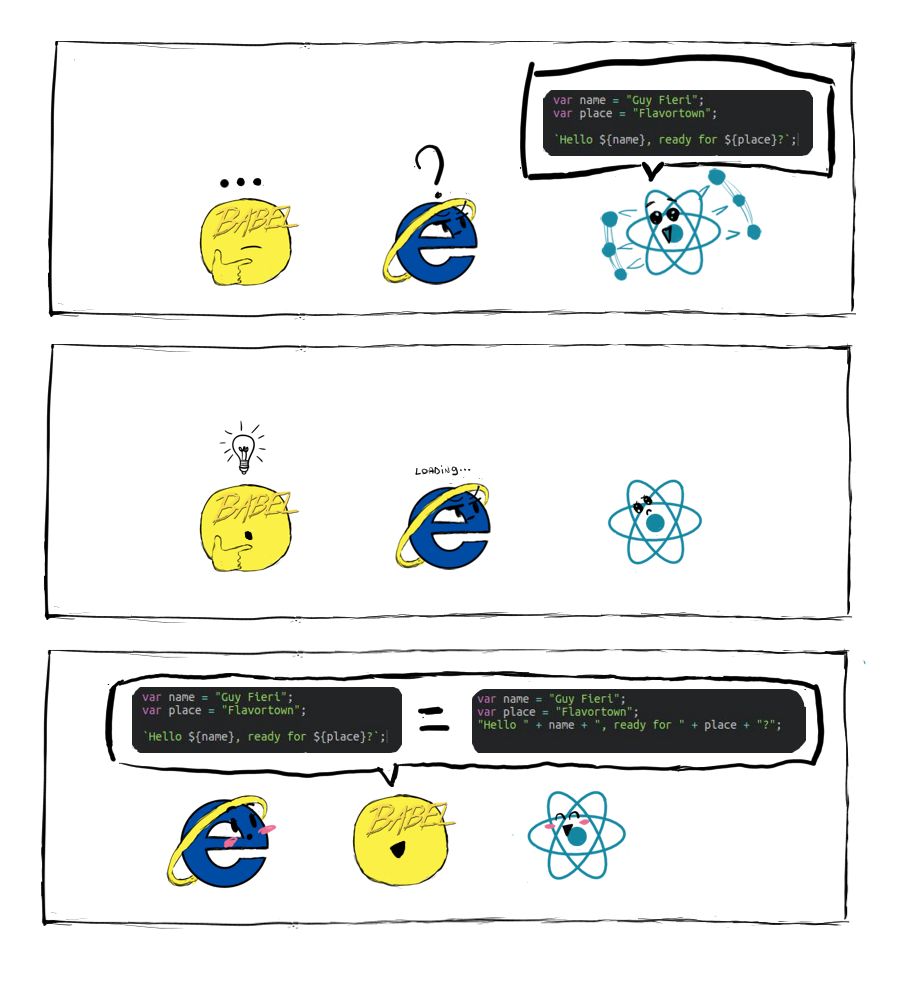 var name = "Guy Fieri";
var place = "Flavortown";
`Hello ${name}, ready for ${place}?`;
...
?
BABEL
LOADING...
BABEL
var name = "Guy Fieri";
var place = "Flavortown";
`Hello ${name}, ready for ${place}?`;
=
var name = "Guy Fieri";
var place = "Flavortown";
"Hello " + name + ", ready for " + place + "?";
BABEL